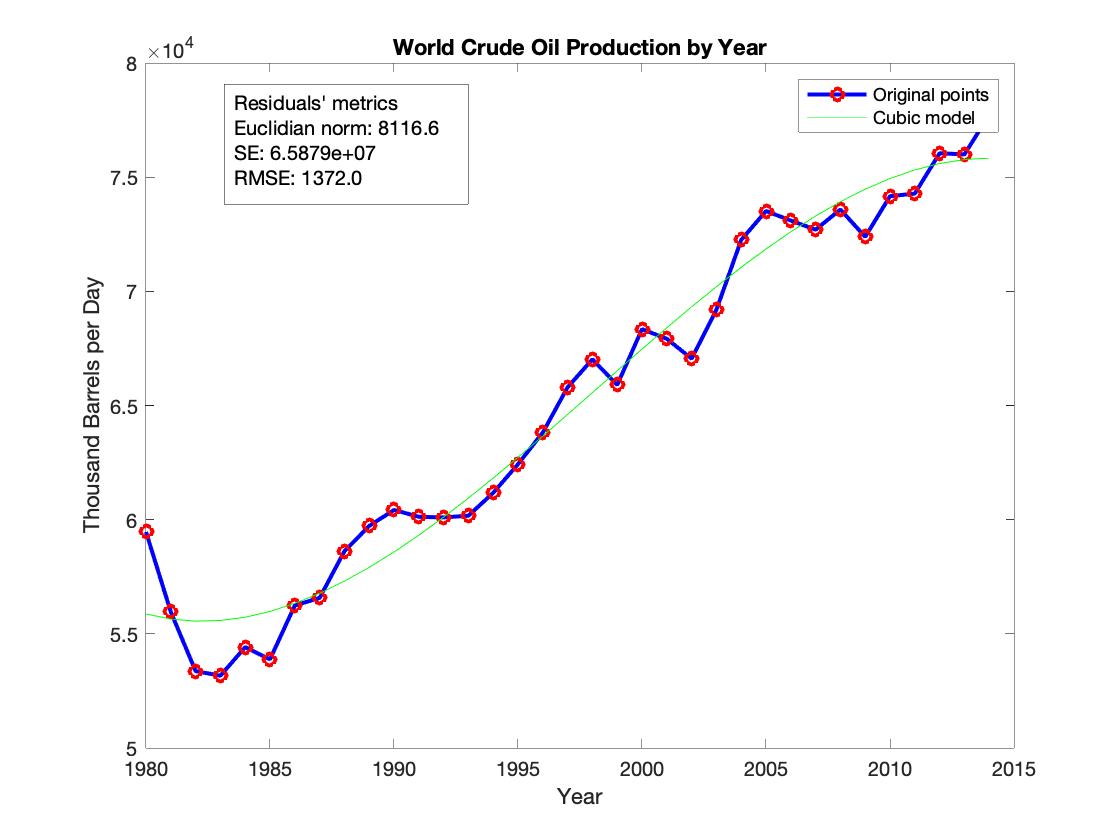 World Crude Oil Production by Year
×10⁴
8
7.5
7
6.5
6
5.5
5
Thousand Barrels per Day
Residuals' metrics
Euclidian norm: 8116.6
SE: 6.5879e+07
RMSE: 1372.0
Original points
Cubic model
1980 1985 1990 1995 2000 2005 2010 2015
Year